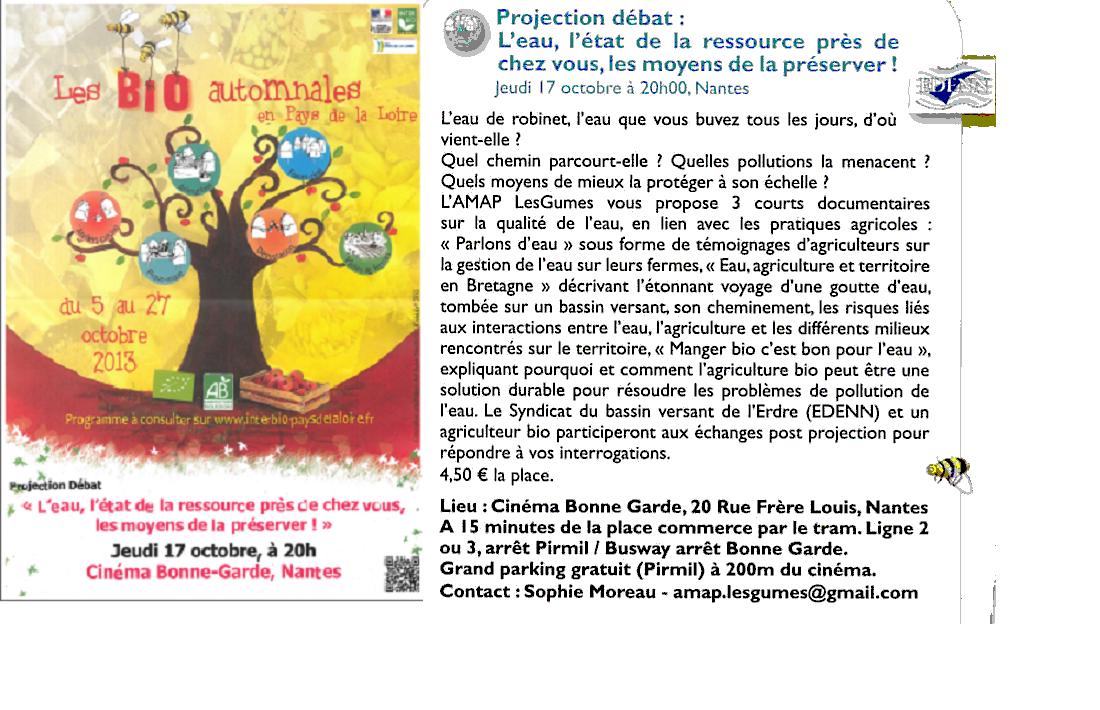 Les BIO automnales
en Pays de la Loire
du 5 au 27
octobre
2013
AB
Programme à consulter sur www.interbio-paysdelaloire.fr
Projection Débat
« L'eau, l'état de la ressource près de chez vous,
les moyens de la préserver ! »
Jeudi 17 octobre, à 20h
Cinéma Bonne-Garde, Nantes
Projection débat :
L'eau, l'état de la ressource près de
chez vous, les moyens de la préserver !
Jeudi 17 octobre à 20h00, Nantes
EDENN
L'eau de robinet, l'eau que vous buvez tous les jours, d'où
vient-elle ?
Quel chemin parcourt-elle ? Quelles pollutions la menacent ?
Quels moyens de mieux la protéger à son échelle ?
L'AMAP LesGumes vous propose 3 courts documentaires
sur la qualité de l'eau, en lien avec les pratiques agricoles :
« Parlons d'eau » sous forme de témoignages d'agriculteurs sur
la gestion de l'eau sur leurs fermes, « Eau, agriculture et territoire
en Bretagne » décrivant l'étonnant voyage d'une goutte d'eau,
tombée sur un bassin versant, son cheminement, les risques liés
aux interactions entre l'eau, l'agriculture et les différents milieux
rencontrés sur le territoire, « Manger bio c'est bon pour l'eau »,
expliquant pourquoi et comment l'agriculture bio peut être une
solution durable pour résoudre les problèmes de pollution de
l'eau. Le Syndicat du bassin versant de l'Erdre (EDENN) et un
agriculteur bio participeront aux échanges post projection pour
répondre à vos interrogations.
4,50 € la place.
Lieu : Cinéma Bonne Garde, 20 Rue Frère Louis, Nantes
A 15 minutes de la place commerce par le tram. Ligne 2
ou 3, arrêt Pirmil / Busway arrêt Bonne Garde.
Grand parking gratuit (Pirmil) à 200m du cinéma.
Contact : Sophie Moreau - amap.lesgumes@gmail.com